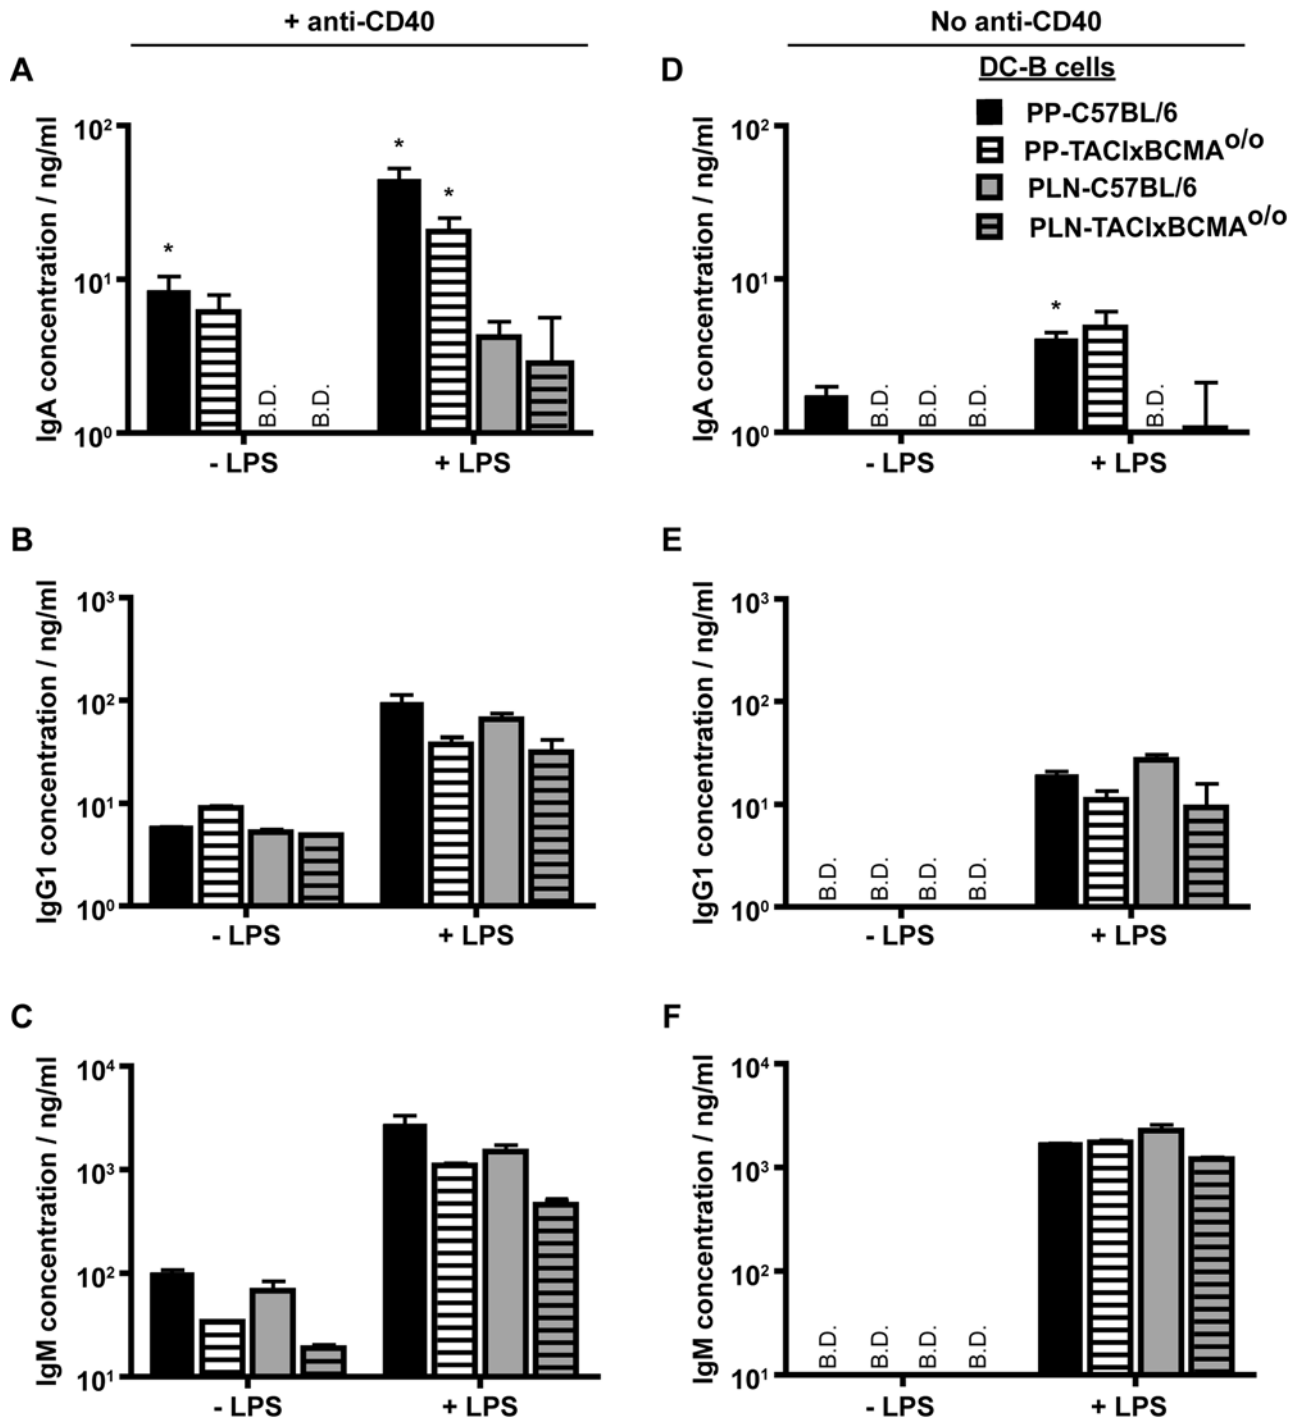 + anti-CD40
No anti-CD40
A
IgA concentration / ng/ml
10²
10¹
10⁰
*
*
*
B.D.
B.D.
- LPS
+ LPS
D
DC-B cells
PP-C57BL/6
PP-TACIxBCMAo/o
PLN-C57BL/6
PLN-TACIxBCMAo/o
IgA concentration / ng/ml
10²
10¹
10⁰
*
B.D.
B.D.
B.D.
B.D.
- LPS
+ LPS
B
IgG1 concentration / ng/ml
10³
10²
10¹
10⁰
- LPS
+ LPS
E
IgG1 concentration / ng/ml
10³
10²
10¹
10⁰
B.D.
B.D.
B.D.
B.D.
- LPS
+ LPS
C
IgM concentration / ng/ml
10⁴
10³
10²
10¹
- LPS
+ LPS
F
IgM concentration / ng/ml
10⁴
10³
10²
10¹
B.D.
B.D.
B.D.
B.D.
- LPS
+ LPS